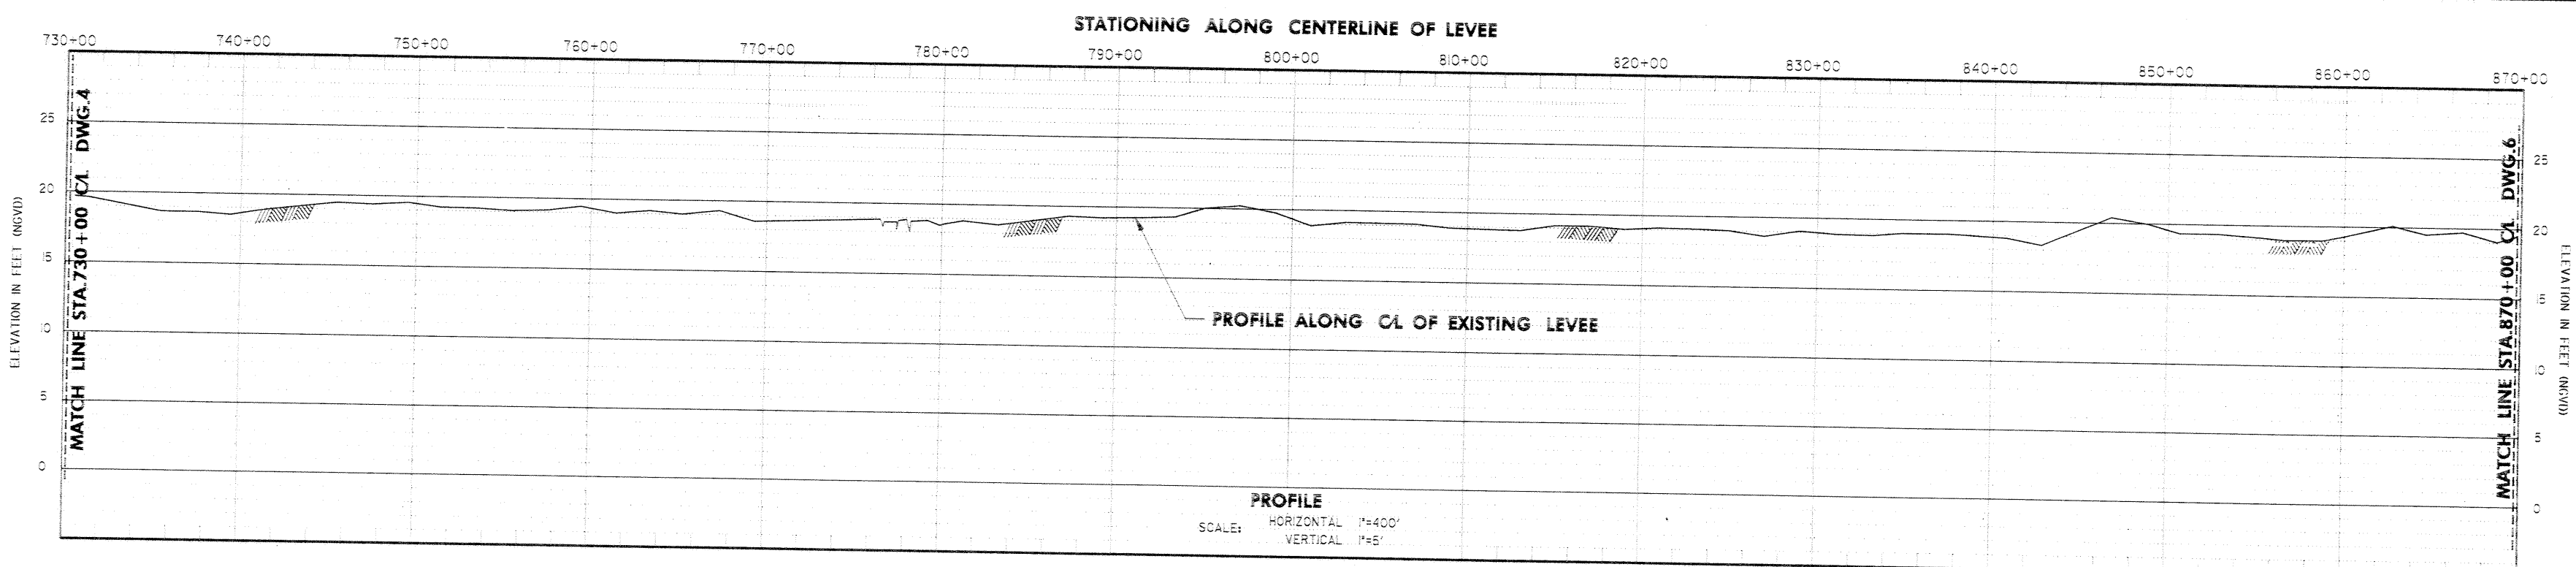 STATIONING ALONG CENTERLINE OF LEVEE
730+00 740+00 750+00 760+00 770+00 780+00 790+00 800+00 810+00 820+00 830+00 840+00 850+00 860+00 870+00
ELEVATION IN FEET (NGVD)
25
20
15
10
5
0
MATCH LINE STA.730+00 C/L DWG.4
PROFILE ALONG C/L OF EXISTING LEVEE
MATCH LINE STA.870+00 C/L DWG.6
25
20
15
10
5
0
ELEVATION IN FEET (NGVD)
PROFILE
SCALE: HORIZONTAL 1"=400'
VERTICAL 1"=5'